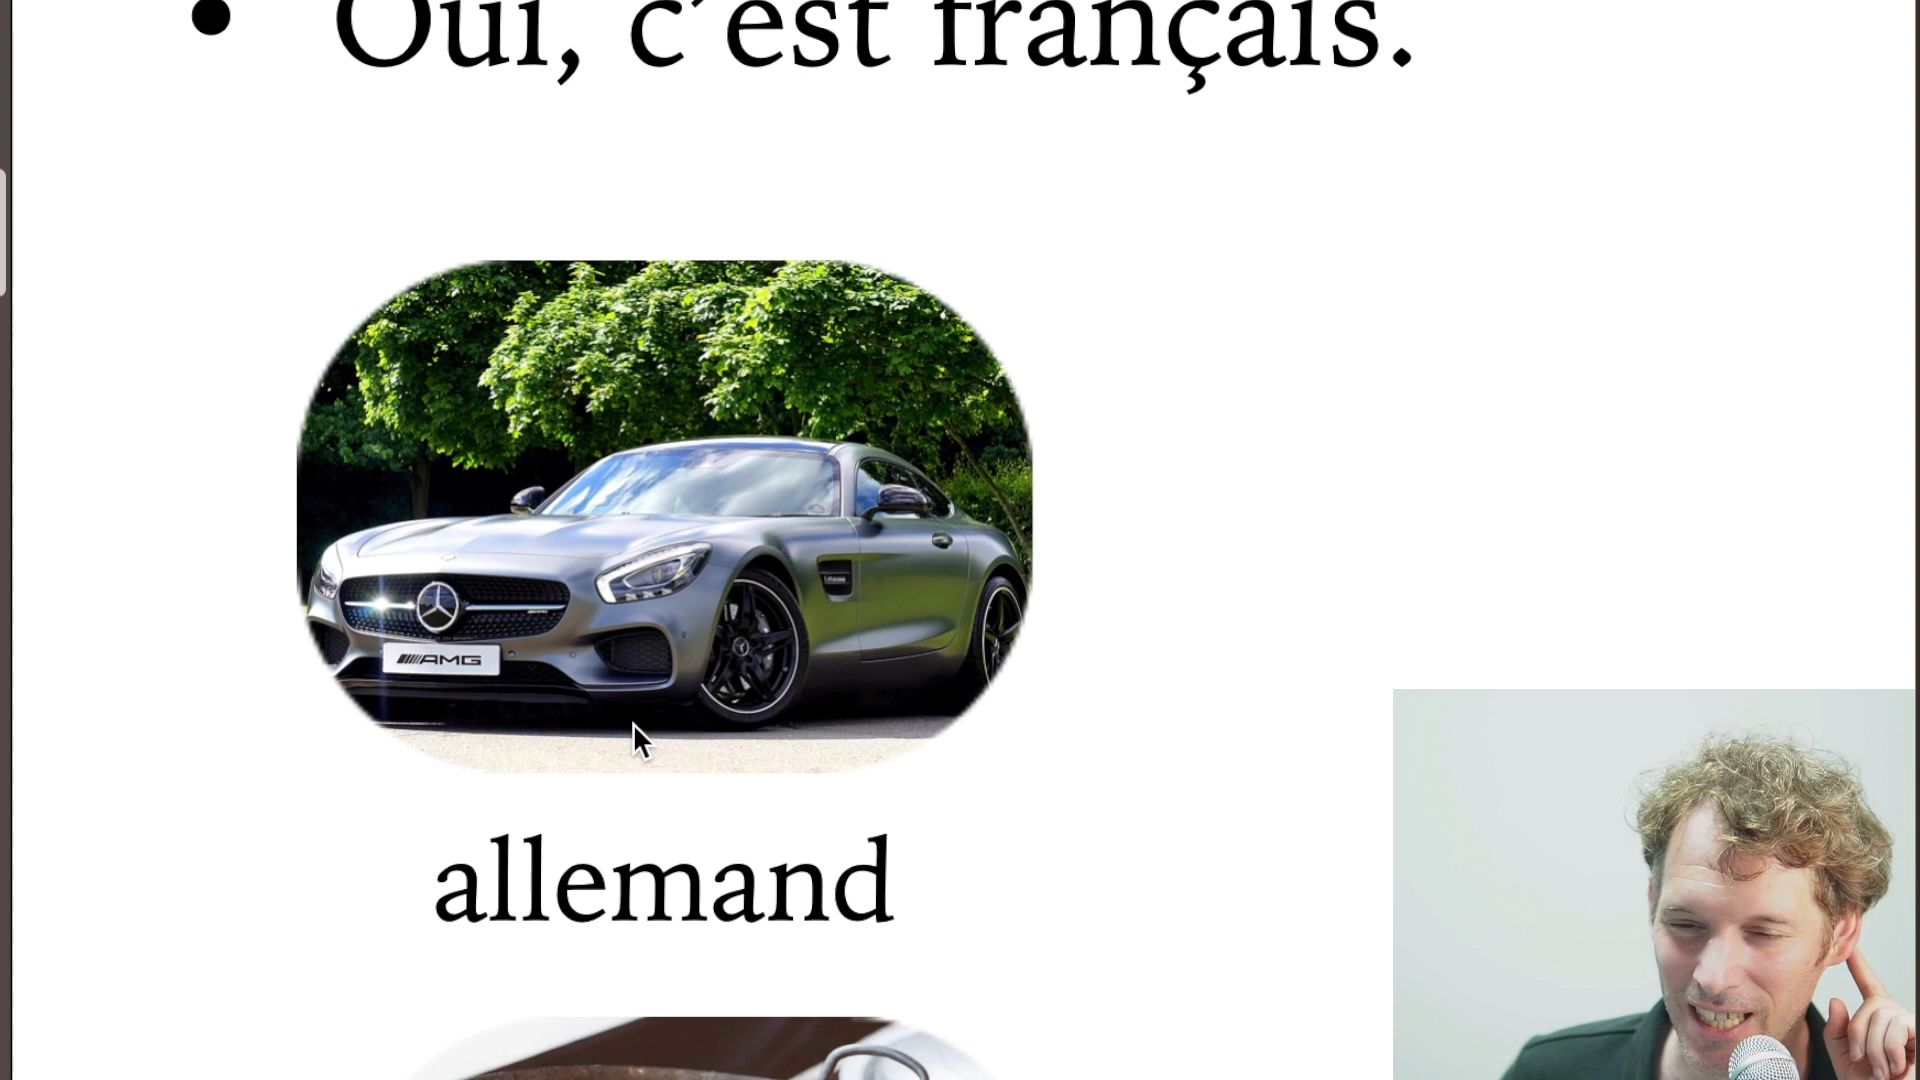 • Oui, c’est français.
AMG
allemand